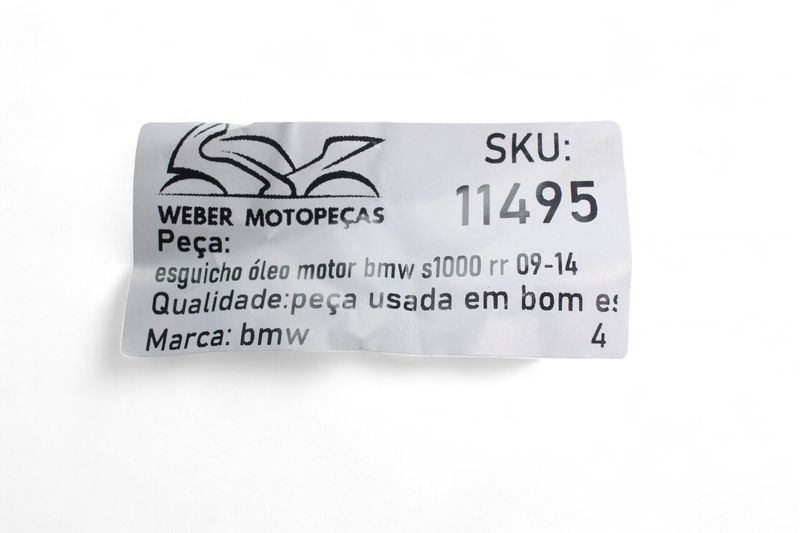 WEBER MOTOPEÇAS
SKU:
11495
Peça:
esguicho óleo motor bmw s1000 rr 09-14
Qualidade:peça usada em bom es
Marca: bmw
4